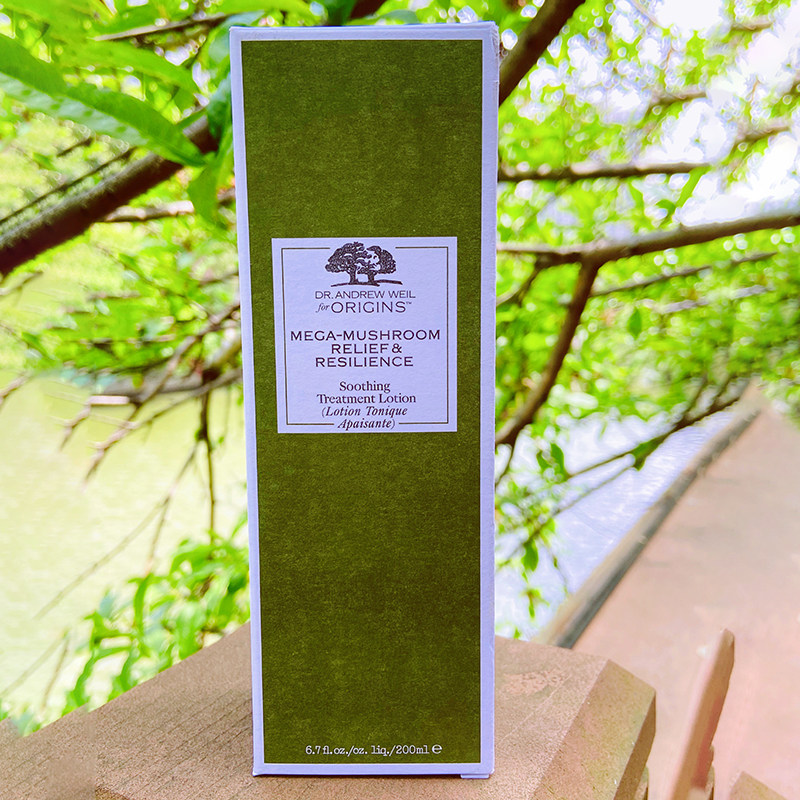 DR. ANDREW WEIL
for ORIGINS™
MEGA-MUSHROOM
RELIEF &
RESILIENCE
Soothing
Treatment Lotion
(Lotion Tonique
Apaisante)
6.7 fl.oz./oz. liq./200ml ℮